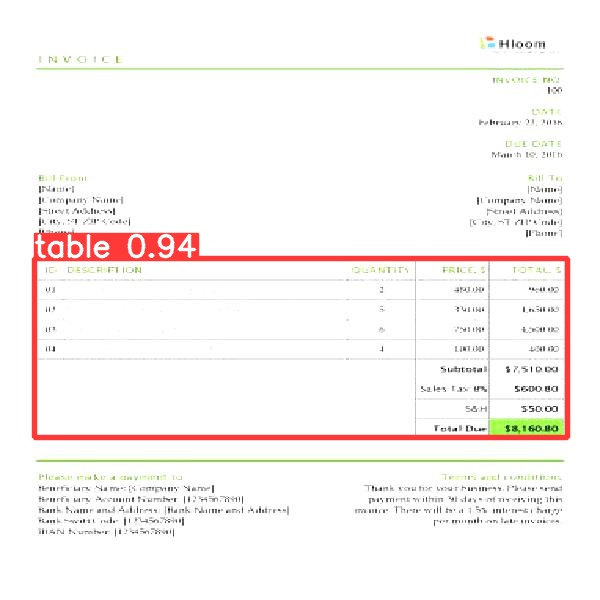 Hloom
INVOICE
INVOICE NO.
100
DATE
February 2016
DUE DATE
March 10, 2016
Bill From
[Name]
[Company Name]
[Street Address]
[City, ST ZIP Code]
[Phone]
Bill To
[Name]
[Company Name]
[Street Address]
[City, ST ZIP Code]
[Phone]
table 0.94
ID DESCRIPTION QUANTITY PRICE, $ TOTAL, $
01 2 480.00 960.00
02 5 330.00 1,650.00
03 6 750.00 4,500.00
04 4 100.00 400.00
Subtotal $7,510.00
Sales Tax 8% $600.80
S&H $50.00
Total Due $8,160.80
Please make a payment to
Beneficiary Name: [Company Name]
Beneficiary Account Number: [1234567890]
Bank Name and Address: [Bank Name and Address]
Bank Swift Code: [1234567890]
IBAN Number: [1234567890]
Terms and conditions
Thank you for your business. Please send
payment within 30 days of receiving this
invoice. There will be a 1.5% interest charge
per month on late invoices.